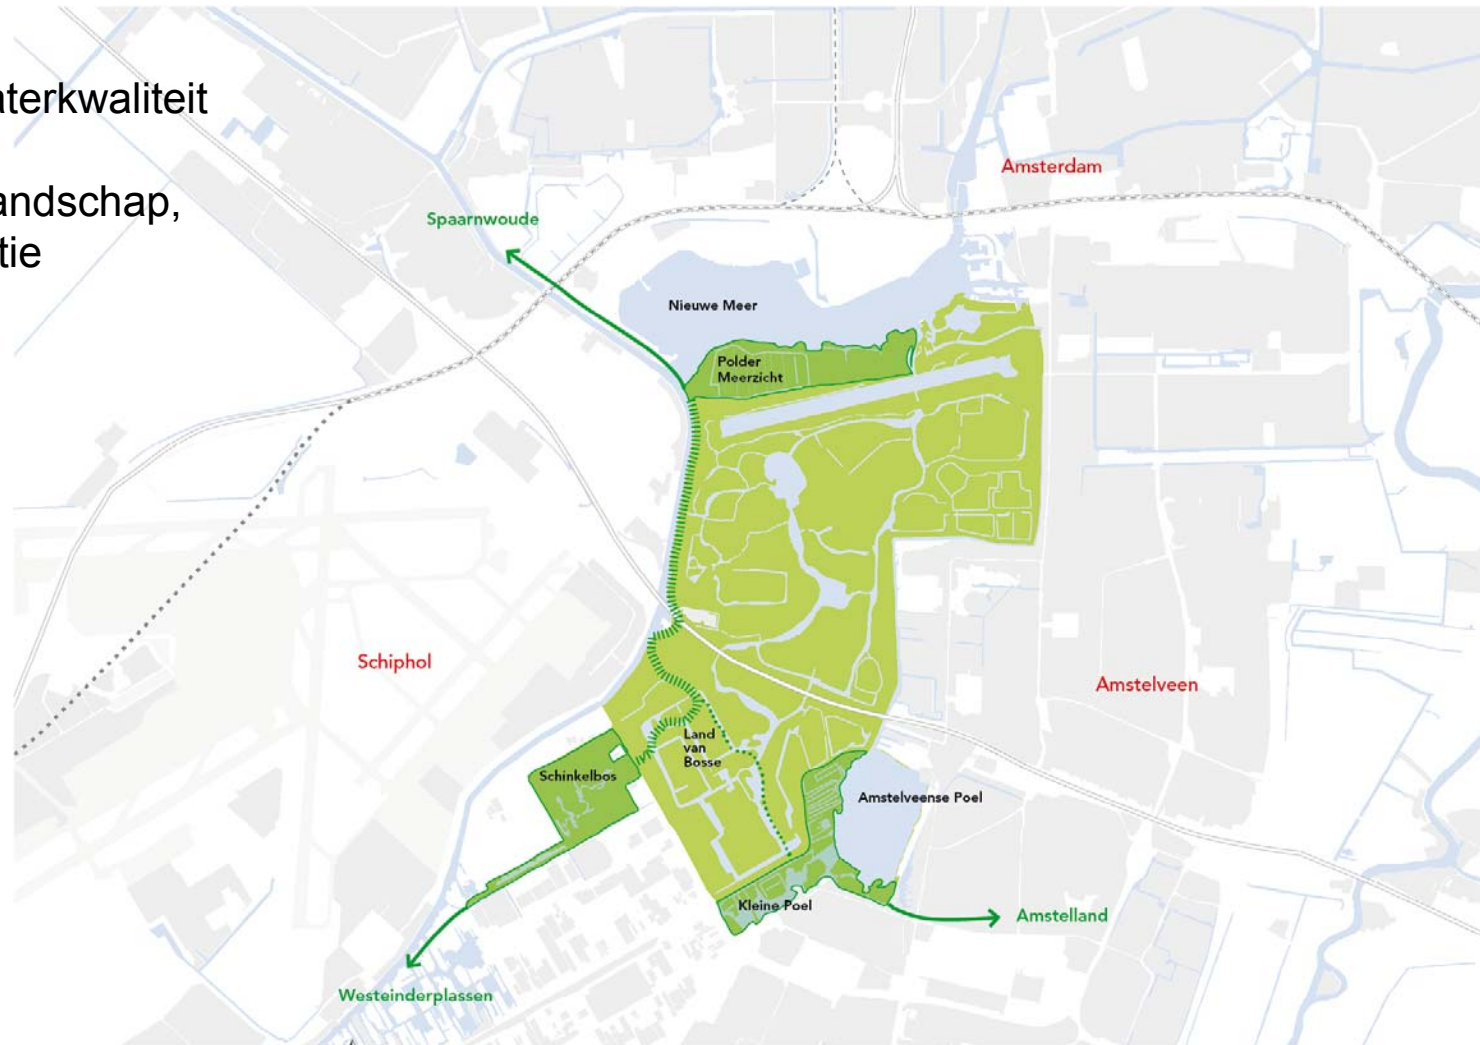 aterkwaliteit
andschap,
tie
Amsterdam
Spaarnwoude
Nieuwe Meer
Polder
Meerzicht
Schiphol
Amstelveen
Land
van
Bosse
Schinkelbos
Amstelveense Poel
Kleine Poel
Amstelland
Westeinderplassen